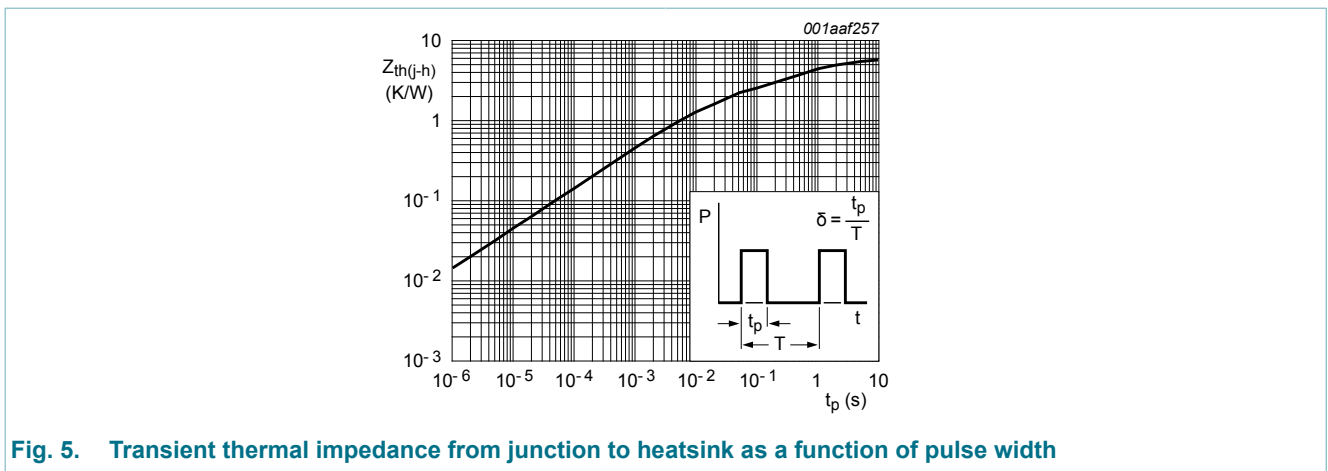 001aaf257
10
Zth(j-h)
(K/W)
1
10-1
10-2
10-3
P
δ = tp
T
tp
t
T
10-6 10-5 10-4 10-3 10-2 10-1 1 10
tp (s)
Fig. 5. Transient thermal impedance from junction to heatsink as a function of pulse width